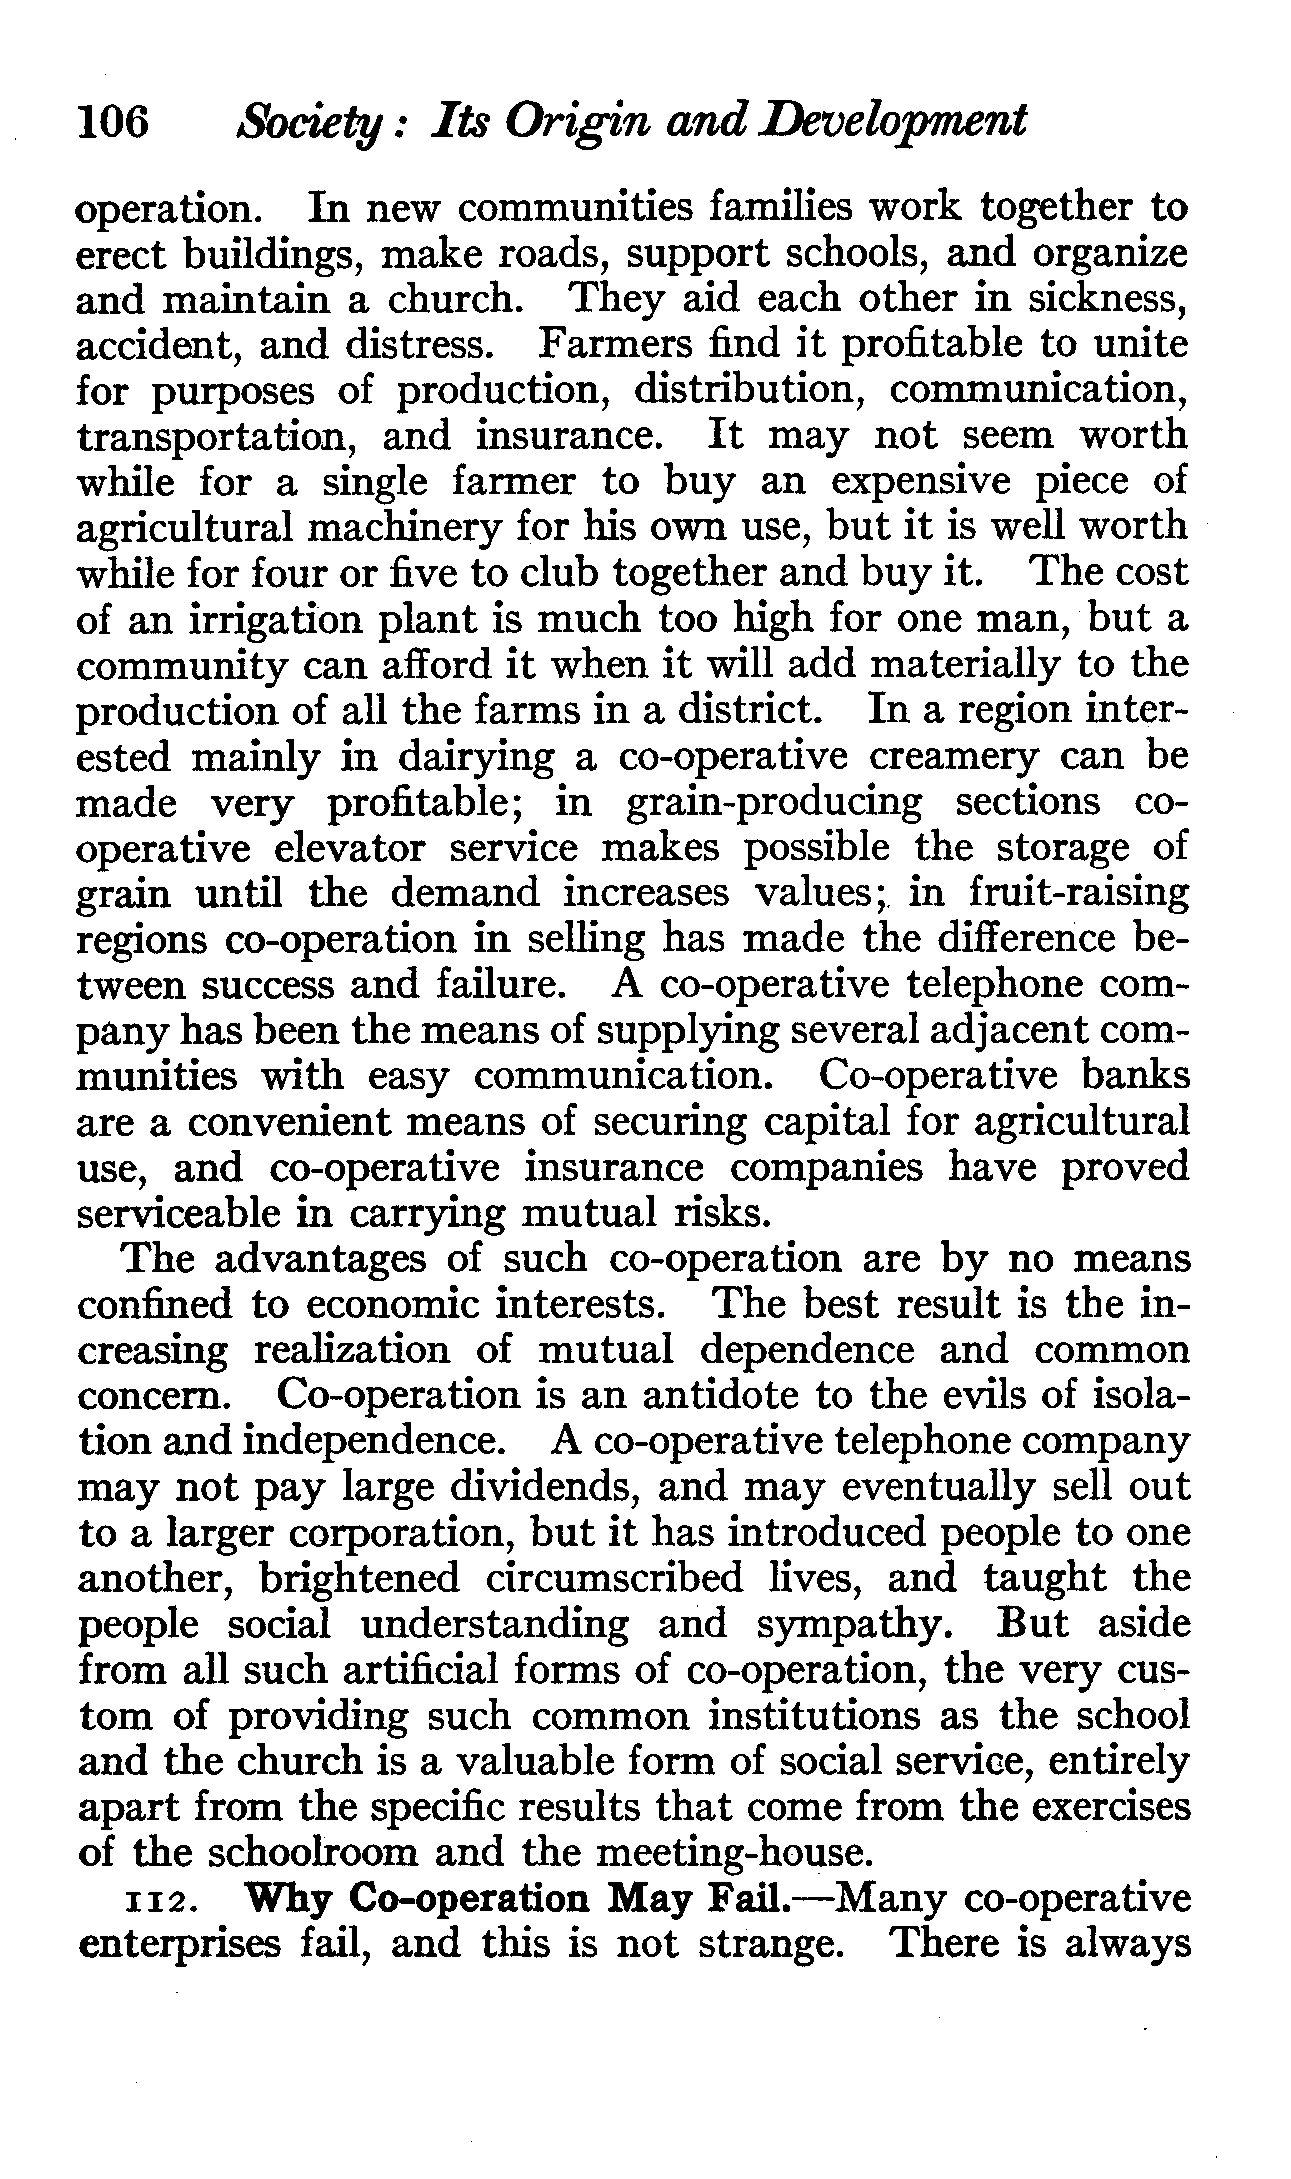 106 Society: Its Origin and Development
operation. In new communities families work together to
erect buildings, make roads, support schools, and organize
and maintain a church. They aid each other in sickness,
accident, and distress. Farmers find it profitable to unite
for purposes of production, distribution, communication,
transportation, and insurance. It may not seem worth
while for a single farmer to buy an expensive piece of
agricultural machinery for his own use, but it is well worth
while for four or five to club together and buy it. The cost
of an irrigation plant is much too high for one man, but a
community can afford it when it will add materially to the
production of all the farms in a district. In a region inter-
ested mainly in dairying a co-operative creamery can be
made very profitable; in grain-producing sections co-
operative elevator service makes possible the storage of
grain until the demand increases values; in fruit-raising
regions co-operation in selling has made the difference be-
tween success and failure. A co-operative telephone com-
pany has been the means of supplying several adjacent com-
munities with easy communication. Co-operative banks
are a convenient means of securing capital for agricultural
use, and co-operative insurance companies have proved
serviceable in carrying mutual risks.
The advantages of such co-operation are by no means
confined to economic interests. The best result is the in-
creasing realization of mutual dependence and common
concern. Co-operation is an antidote to the evils of isola-
tion and independence. A co-operative telephone company
may not pay large dividends, and may eventually sell out
to a larger corporation, but it has introduced people to one
another, brightened circumscribed lives, and taught the
people social understanding and sympathy. But aside
from all such artificial forms of co-operation, the very cus-
tom of providing such common institutions as the school
and the church is a valuable form of social service, entirely
apart from the specific results that come from the exercises
of the schoolroom and the meeting-house.
112. Why Co-operation May Fail.—Many co-operative
enterprises fail, and this is not strange. There is always